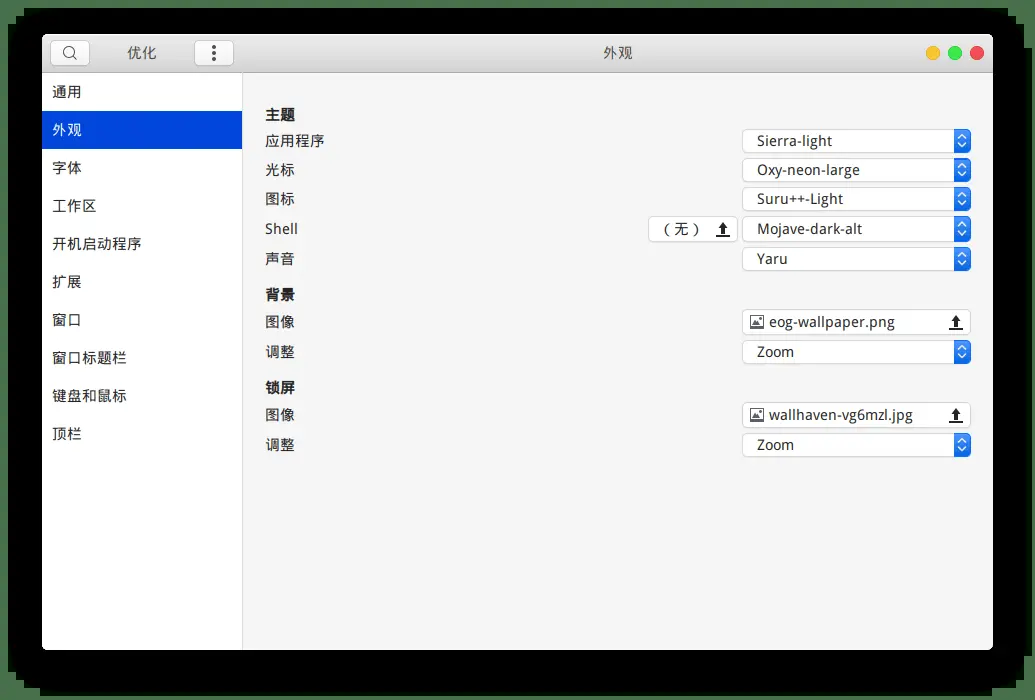 优化
外观
通用
外观
字体
工作区
开机启动程序
扩展
窗口
窗口标题栏
键盘和鼠标
顶栏
主题
应用程序 Sierra-light
光标 Oxy-neon-large
图标 Suru++-Light
Shell （无） Mojave-dark-alt
声音 Yaru
背景
图像 eog-wallpaper.png
调整 Zoom
锁屏
图像 wallhaven-vg6mzl.jpg
调整 Zoom